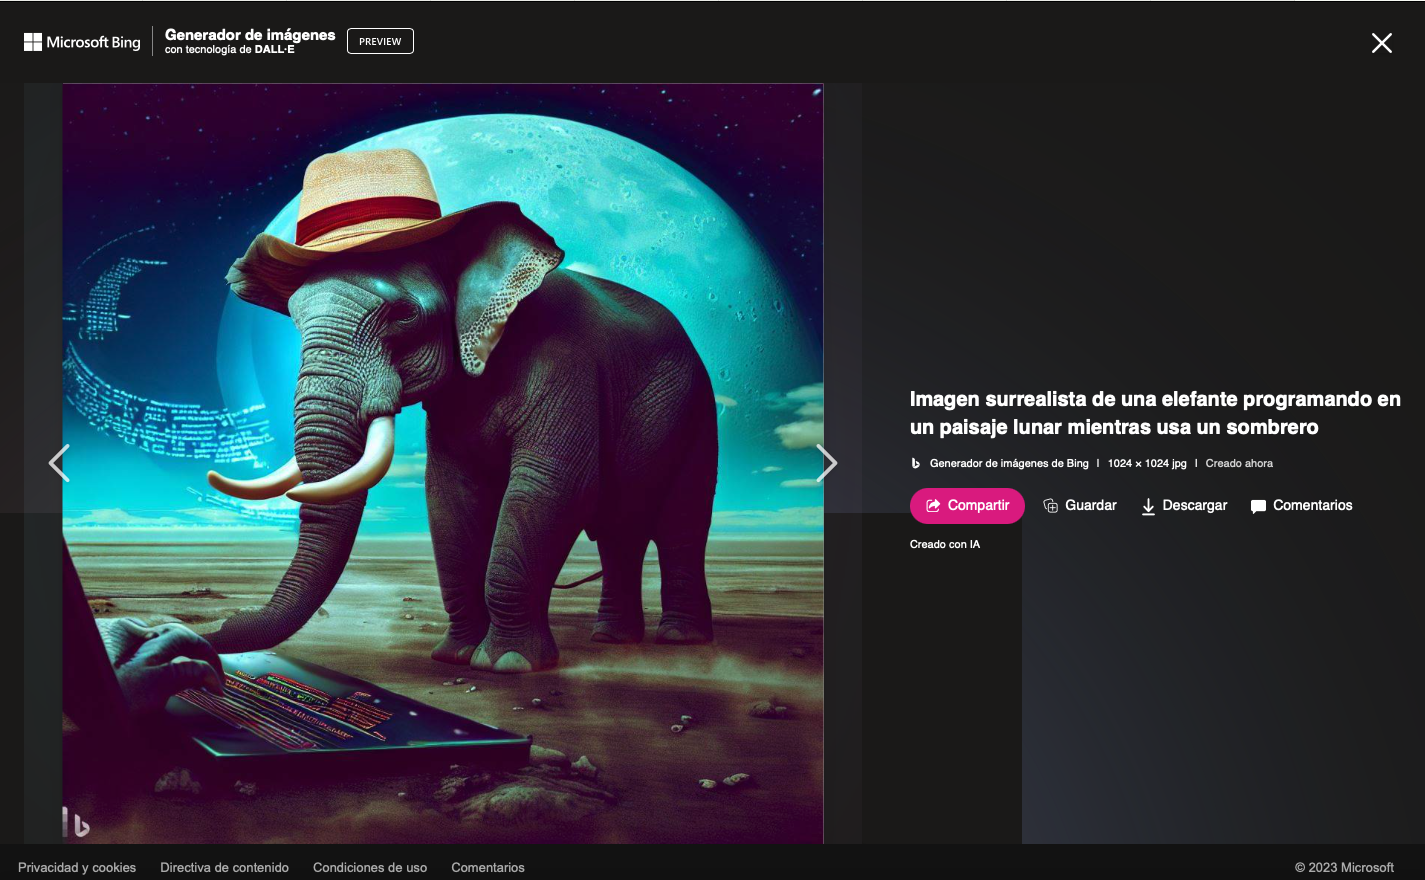 Microsoft Bing
Generador de imágenes
con tecnología de DALL·E
PREVIEW
Imagen surrealista de una elefante programando en
un paisaje lunar mientras usa un sombrero
Generador de imágenes de Bing | 1024 × 1024 jpg | Creado ahora
Compartir Guardar Descargar Comentarios
Creado con IA
Privacidad y cookies Directiva de contenido Condiciones de uso Comentarios © 2023 Microsoft